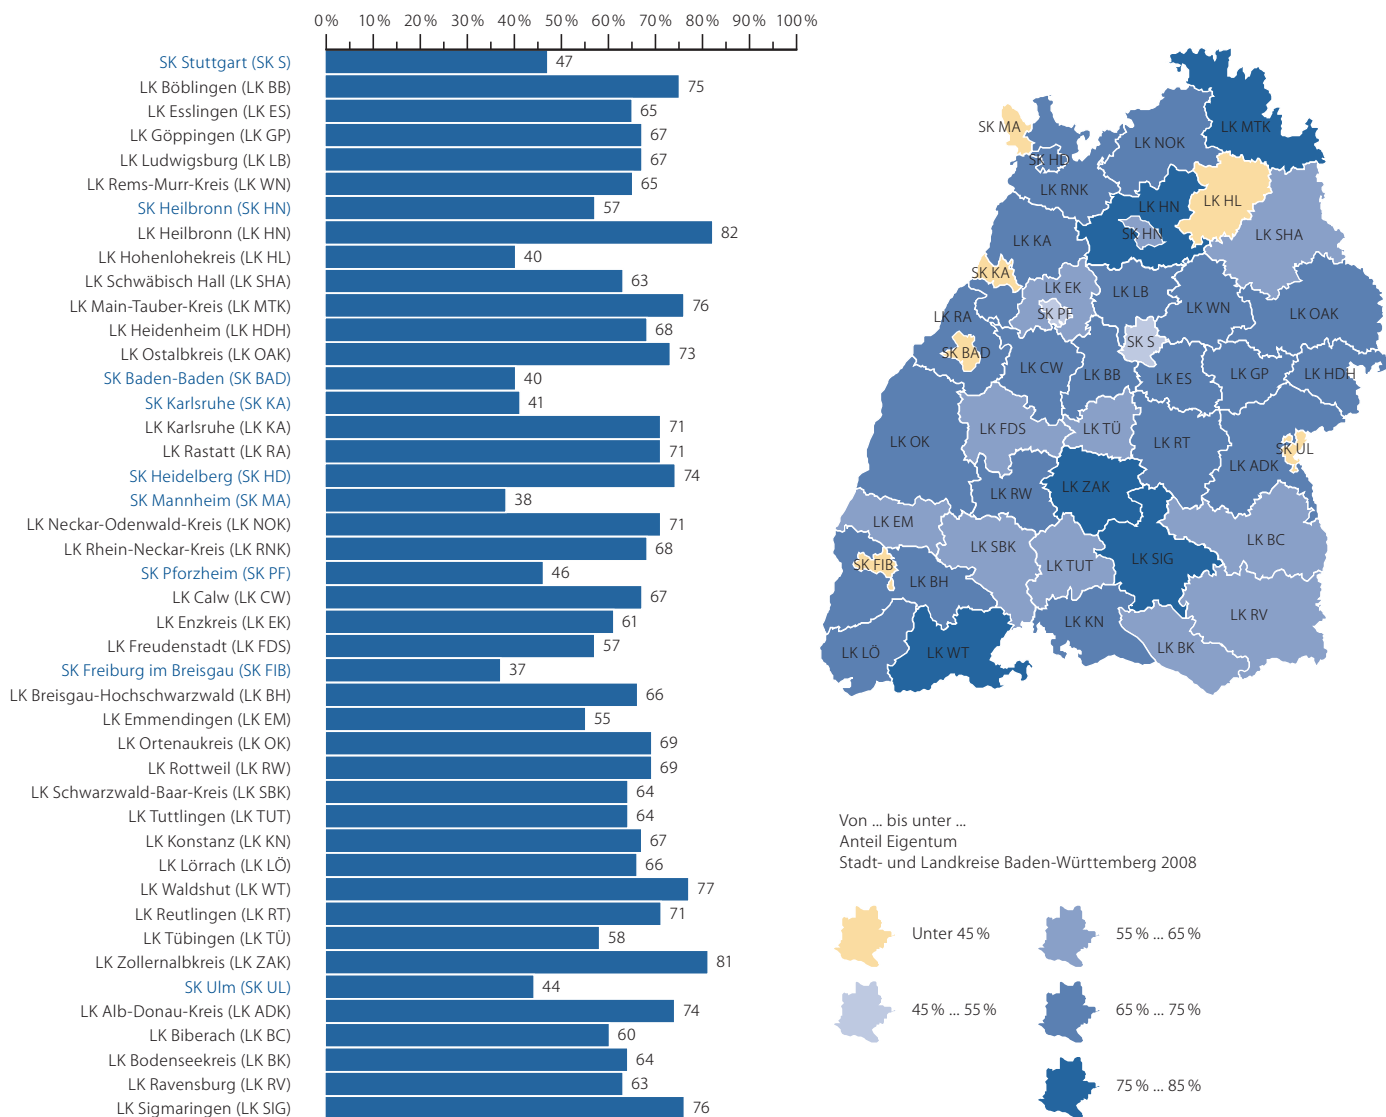 0 % 10 % 20 % 30 % 40 % 50 % 60 % 70 % 80 % 90 % 100 %
SK Stuttgart (SK S) 47
LK Böblingen (LK BB) 75
LK Esslingen (LK ES) 65
LK Göppingen (LK GP) 67
LK Ludwigsburg (LK LB) 67
LK Rems-Murr-Kreis (LK WN) 65
SK Heilbronn (SK HN) 57
LK Heilbronn (LK HN) 82
LK Hohenlohekreis (LK HL) 40
LK Schwäbisch Hall (LK SHA) 63
LK Main-Tauber-Kreis (LK MTK) 76
LK Heidenheim (LK HDH) 68
LK Ostalbkreis (LK OAK) 73
SK Baden-Baden (SK BAD) 40
SK Karlsruhe (SK KA) 41
LK Karlsruhe (LK KA) 71
LK Rastatt (LK RA) 71
SK Heidelberg (SK HD) 74
SK Mannheim (SK MA) 38
LK Neckar-Odenwald-Kreis (LK NOK) 71
LK Rhein-Neckar-Kreis (LK RNK) 68
SK Pforzheim (SK PF) 46
LK Calw (LK CW) 67
LK Enzkreis (LK EK) 61
LK Freudenstadt (LK FDS) 57
SK Freiburg im Breisgau (SK FIB) 37
LK Breisgau-Hochschwarzwald (LK BH) 66
LK Emmendingen (LK EM) 55
LK Ortenaukreis (LK OK) 69
LK Rottweil (LK RW) 69
LK Schwarzwald-Baar-Kreis (LK SBK) 64
LK Tuttlingen (LK TUT) 64
LK Konstanz (LK KN) 67
LK Lörrach (LK LÖ) 66
LK Waldshut (LK WT) 77
LK Reutlingen (LK RT) 71
LK Tübingen (LK TÜ) 58
LK Zollernalbkreis (LK ZAK) 81
SK Ulm (SK UL) 44
LK Alb-Donau-Kreis (LK ADK) 74
LK Biberach (LK BC) 60
LK Bodenseekreis (LK BK) 64
LK Ravensburg (LK RV) 63
LK Sigmaringen (LK SIG) 76
SK MA
LK MTK
LK NOK
SK HD
LK RNK
LK HN
LK HL
SK HN
LK SHA
LK KA
SK KA
LK EK
LK LB
LK WN
LK OAK
LK RA
SK PF
SK S
SK BAD
LK CW
LK BB
LK ES
LK GP
LK HDH
LK OK
LK FDS
LK TÜ
LK RT
SK UL
LK ADK
LK RW
LK ZAK
LK EM
LK SBK
LK BC
SK FIB
LK BH
LK TUT
LK SIG
LK KN
LK RV
LK LÖ
LK WT
LK BK
Von ... bis unter ...
Anteil Eigentum
Stadt- und Landkreise Baden-Württemberg 2008
Unter 45 %
55 % ... 65 %
45 % ... 55 %
65 % ... 75 %
75 % ... 85 %